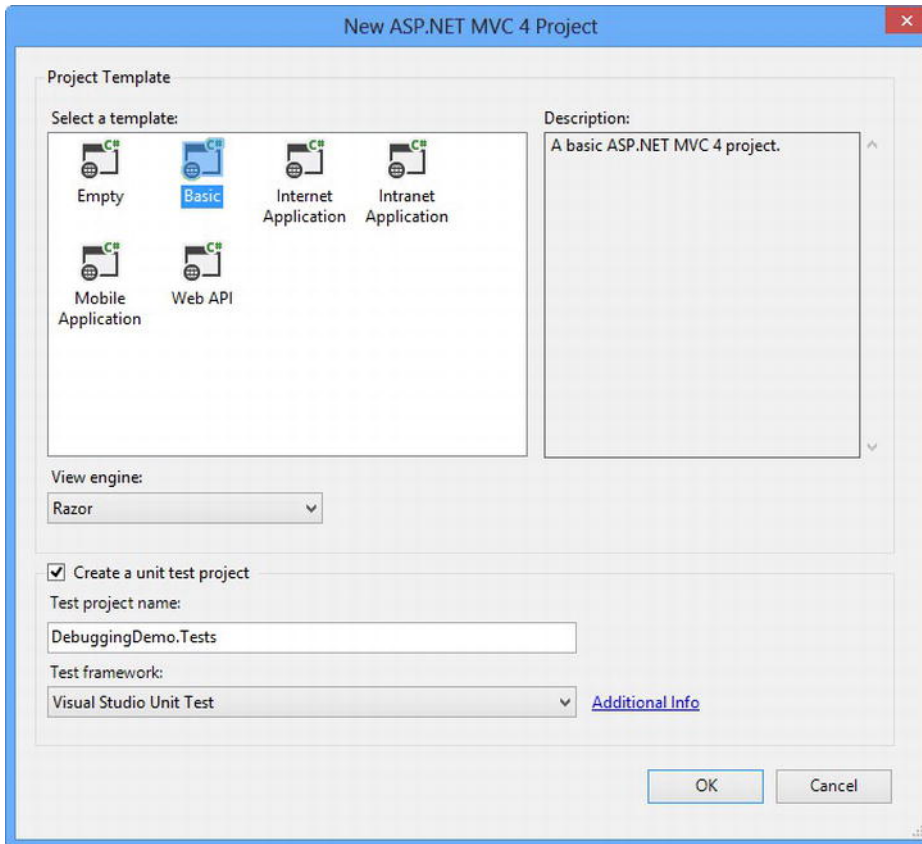 New ASP.NET MVC 4 Project
Project Template
Select a template:
Description:
C#
C#
C#
C#
A basic ASP.NET MVC 4 project.
Empty
Basic
Internet
Application
Intranet
Application
C#
C#
Mobile
Application
Web API
View engine:
Razor
Create a unit test project
Test project name:
DebuggingDemo.Tests
Test framework:
Visual Studio Unit Test
Additional Info
OK
Cancel